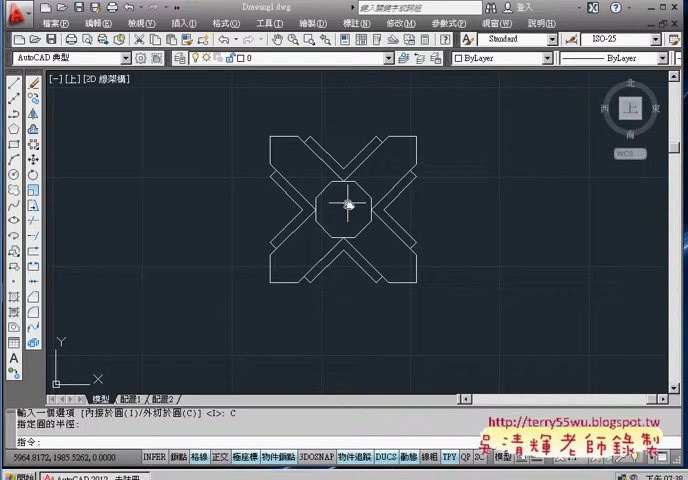 Drawing1.dwg
鍵入關鍵字或片語
登入
檔案(F) 編輯(E) 檢視(V) 插入(I) 格式(O) 工具(T) 繪製(D) 標註(N) 修改(M) 參數式(P) 視窗(W) 說明(H)
Standard ISO-25
AutoCAD 典型 0 ByLayer ByLayer
[−] [上] [2D 線架構]
北
西 上 東
南
WCS
Y
X
模型 配置1 配置2
輸入一個選項 [內接於圓(I)/外切於圓(C)] <I>: C
指定圓的半徑:
指令:
http://terry55wu.blogspot.tw
吳清輝老師錄製
5964.8172, 1985.5262, 0.0000 INFER 鎖點 格線 正交 極座標 物件鎖點 3DOSNAP 物件追蹤 DUCS 動態 線粗 TPY QP SC 模型
開始 AutoCAD 2012 - 未註冊 下午 07:38